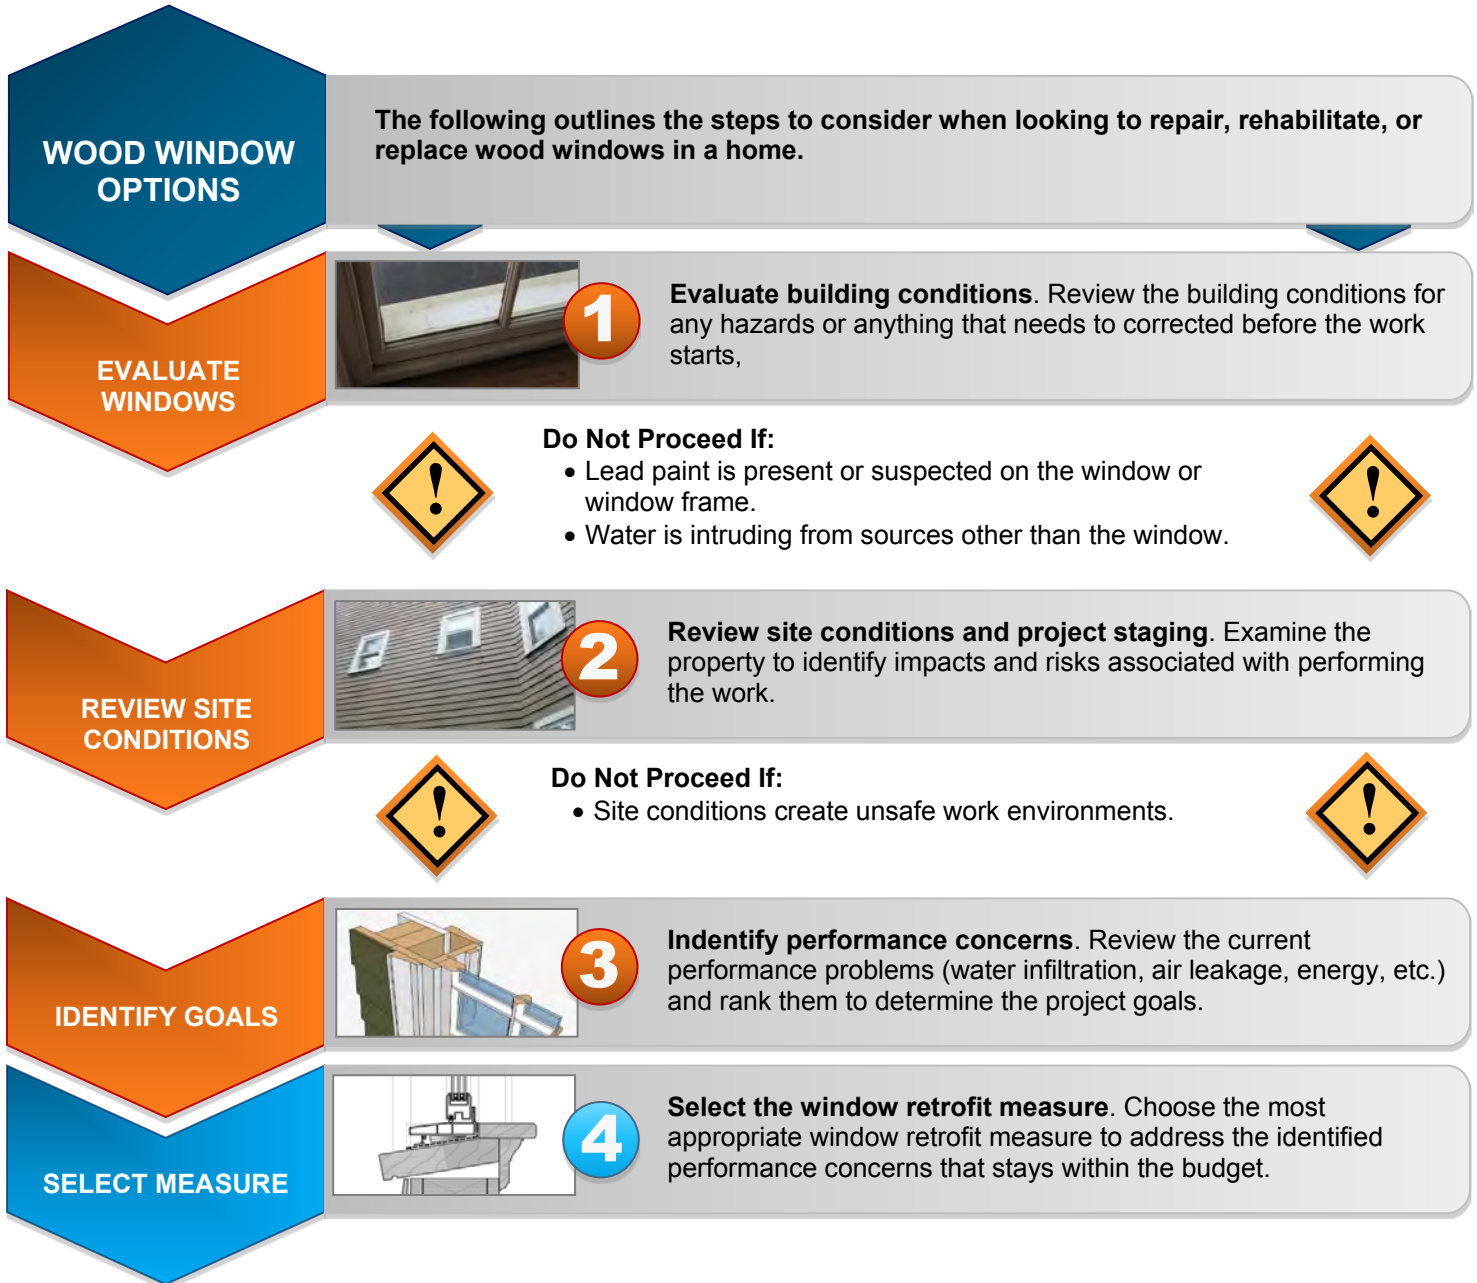 WOOD WINDOW
OPTIONS
The following outlines the steps to consider when looking to repair, rehabilitate, or
replace wood windows in a home.
EVALUATE
WINDOWS
1
Evaluate building conditions. Review the building conditions for
any hazards or anything that needs to corrected before the work
starts,
Do Not Proceed If:
• Lead paint is present or suspected on the window or
window frame.
• Water is intruding from sources other than the window.
!
!
REVIEW SITE
CONDITIONS
2
Review site conditions and project staging. Examine the
property to identify impacts and risks associated with performing
the work.
Do Not Proceed If:
• Site conditions create unsafe work environments.
!
!
IDENTIFY GOALS
3
Indentify performance concerns. Review the current
performance problems (water infiltration, air leakage, energy, etc.)
and rank them to determine the project goals.
SELECT MEASURE
4
Select the window retrofit measure. Choose the most
appropriate window retrofit measure to address the identified
performance concerns that stays within the budget.